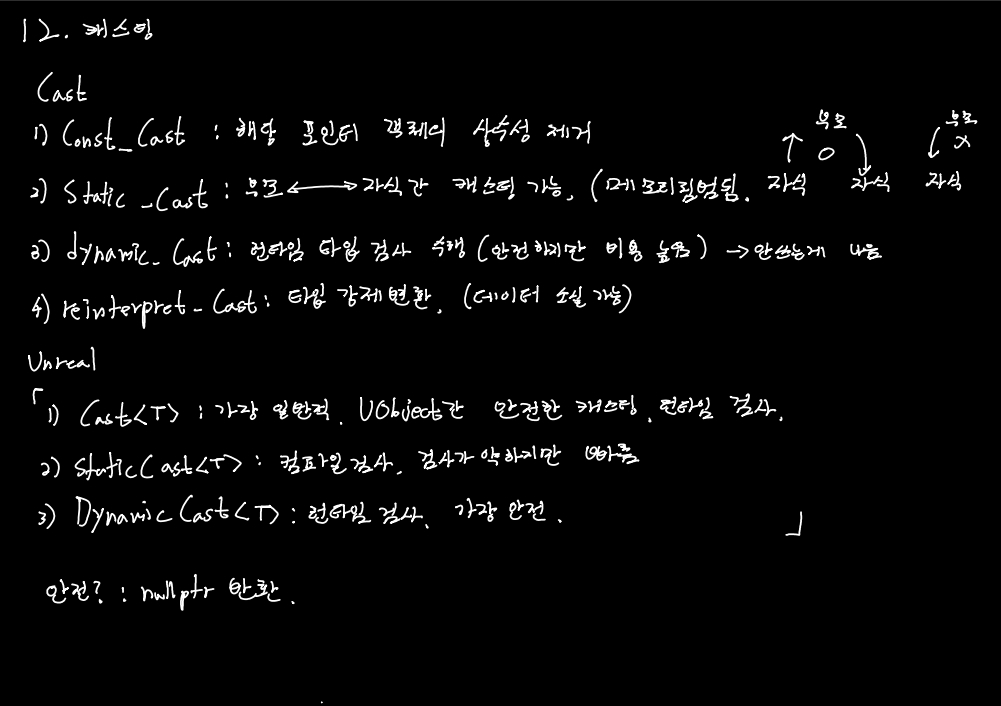 12. 캐스팅
Cast
1) Const_Cast : 해당 포인터 객체의 상수성 제거
부모
부모
O
X
2) Static_Cast : 부모 ↔ 자식간 캐스팅 가능, (메모리림엄됨.
자식
자식
자식
3) dynamic_Cast : 런타임 타입 검사 수행 (안전하지만 비용 높음) → 안쓰는게 나음
4) reinterpret_Cast : 타입 강제변환. (데이터 소실 가능)
Unreal
「1) Cast<T> : 가장 일반적. UObject간 안전한 캐스팅. 런타임 검사.
2) StaticCast<T> : 컴파일검사. 검사가 약하지만 빠름
3) DynamicCast<T> : 런타임 검사. 가장 안전. 」
안전? : nullptr 반환.